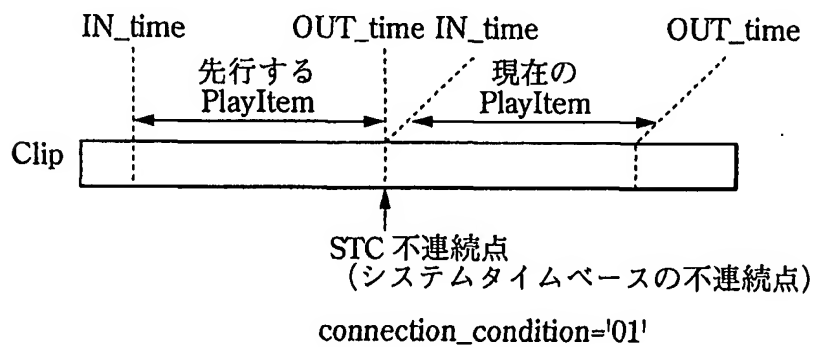 IN_time OUT_time IN_time OUT_time
先行する 現在の
PlayItem PlayItem
Clip
STC 不連続点
(システムタイムベースの不連続点)
connection_condition='01'